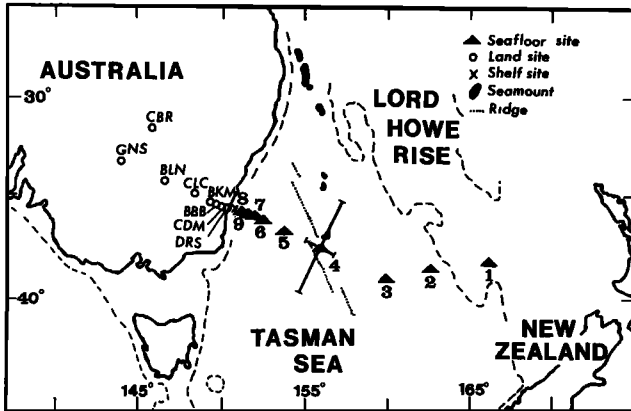 AUSTRALIA
Seafloor site
Land site
Shelf site
Seamount
Ridge
LORD
HOWE
RISE
-30°
CBR
GNS
BLN
CLC
BKM
8
7
BBB
CDM
9
6
DRS
5
4
3
2
1
-40°
TASMAN
SEA
NEW
ZEALAND
145°
155°
165°